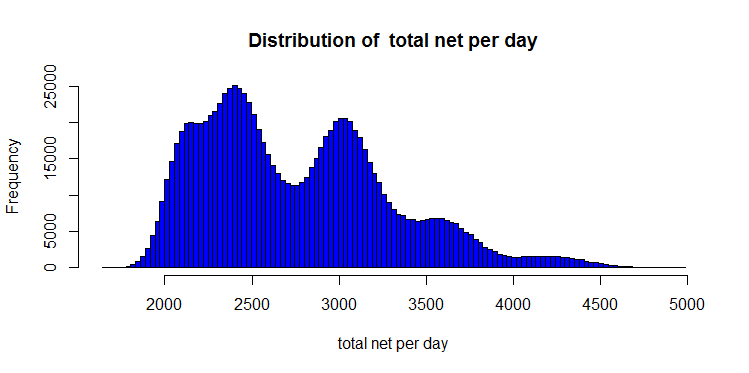 Distribution of  total net per day
Frequency
25000
15000
5000
0
2000 2500 3000 3500 4000 4500 5000
total net per day